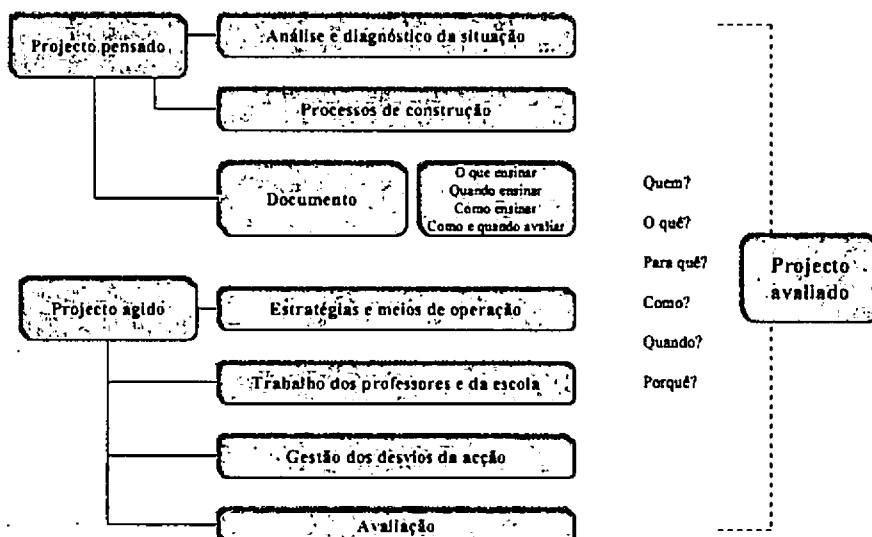 Projecto pensado
Análise e diagnóstico da situação
Processos de construção
Documento
O que ensinar
Quando ensinar
Como ensinar
Como e quando avaliar
Projecto agido
Estratégias e meios de operação
Trabalho dos professores e da escola
Gestão dos desvios da acção
Avaliação
Quem?
O quê?
Para quê?
Como?
Quando?
Porquê?
Projecto
avaliado